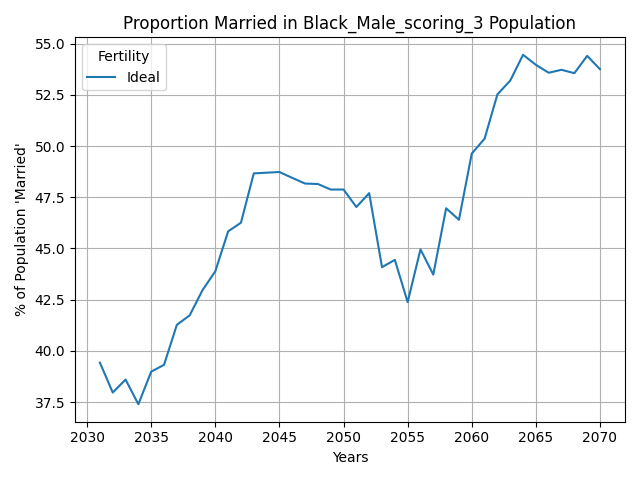 Proportion Married in Black_Male_scoring_3 Population
Fertility
Ideal
% of Population 'Married'
55.0
52.5
50.0
47.5
45.0
42.5
40.0
37.5
2030 2035 2040 2045 2050 2055 2060 2065 2070
Years